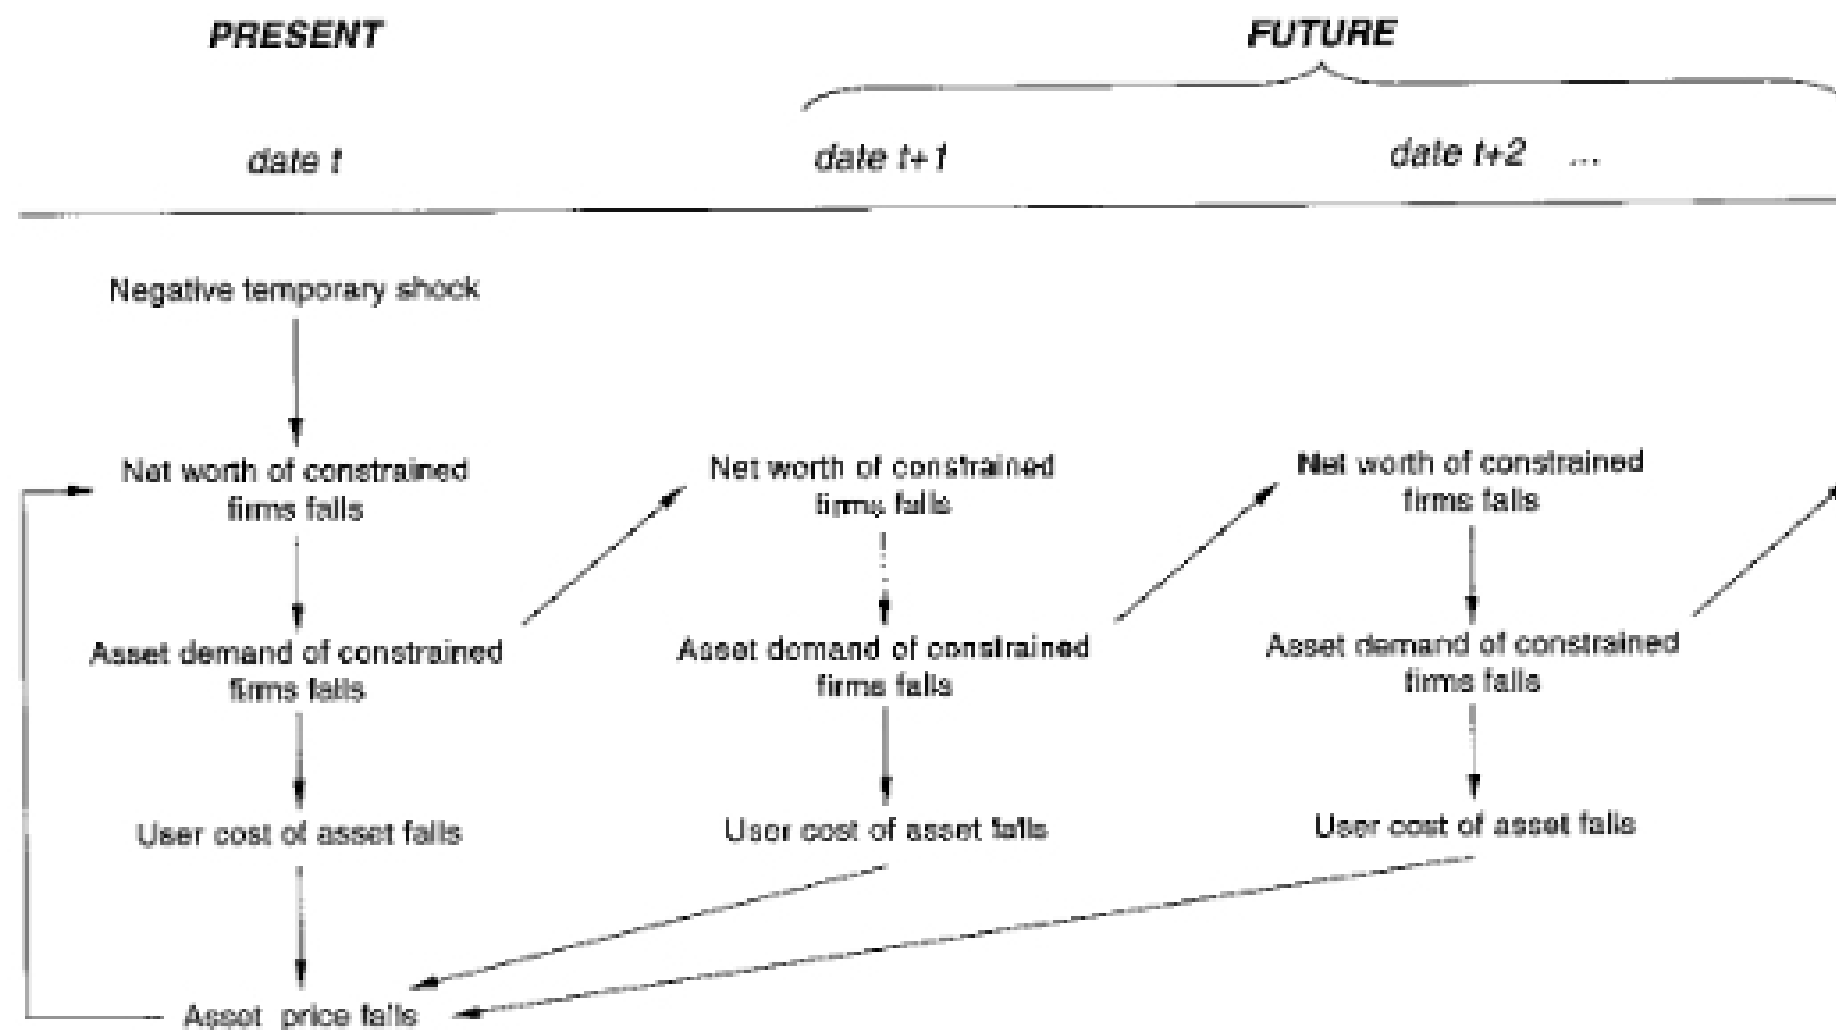 PRESENT
FUTURE
date t
date t+1
date t+2 ...
Negative temporary shock
Net worth of constrained
firms falls
Net worth of constrained
firms falls
Net worth of constrained
firms falls
Asset demand of constrained
firms falls
Asset demand of constrained
firms falls
Asset demand of constrained
firms falls
User cost of asset falls
User cost of asset falls
User cost of asset falls
Asset price falls